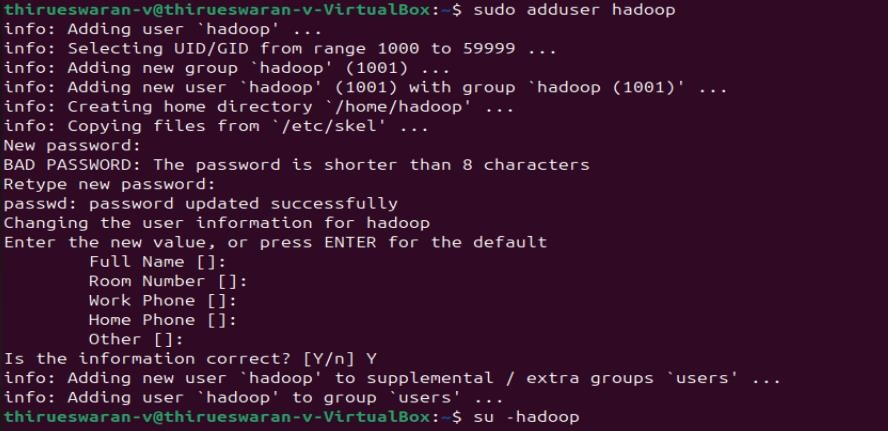 thirueswaran-v@thirueswaran-v-VirtualBox:~$ sudo adduser hadoop
info: Adding user `hadoop' ...
info: Selecting UID/GID from range 1000 to 59999 ...
info: Adding new group `hadoop' (1001) ...
info: Adding new user `hadoop' (1001) with group `hadoop (1001)' ...
info: Creating home directory `/home/hadoop' ...
info: Copying files from `/etc/skel' ...
New password:
BAD PASSWORD: The password is shorter than 8 characters
Retype new password:
passwd: password updated successfully
Changing the user information for hadoop
Enter the new value, or press ENTER for the default
Full Name []:
Room Number []:
Work Phone []:
Home Phone []:
Other []:
Is the information correct? [Y/n] Y
info: Adding new user `hadoop' to supplemental / extra groups `users' ...
info: Adding user `hadoop' to group `users' ...
thirueswaran-v@thirueswaran-v-VirtualBox:~$ su -hadoop